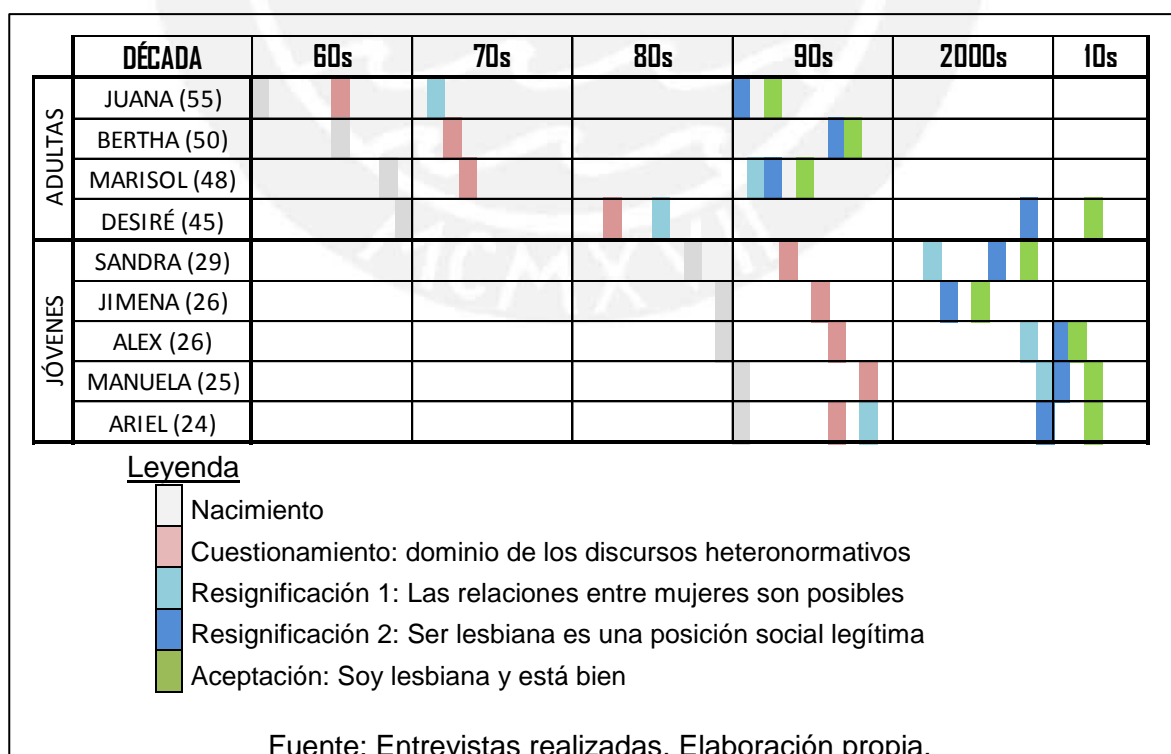 DÉCADA 60s 70s 80s 90s 2000s 10s
ADULTAS
JUANA (55)
BERTHA (50)
MARISOL (48)
DESIRÉ (45)
JÓVENES
SANDRA (29)
JIMENA (26)
ALEX (26)
MANUELA (25)
ARIEL (24)
MCMXVII
Leyenda
Nacimiento
Cuestionamiento: dominio de los discursos heteronormativos
Resignificación 1: Las relaciones entre mujeres son posibles
Resignificación 2: Ser lesbiana es una posición social legítima
Aceptación: Soy lesbiana y está bien
Fuente: Entrevistas realizadas. Elaboración propia.